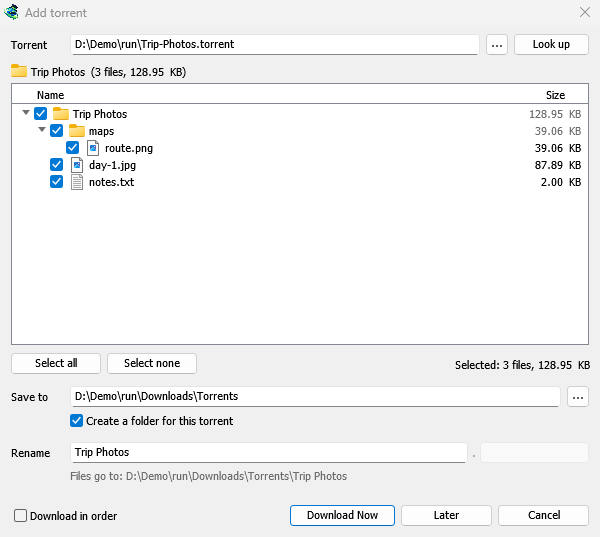 Add torrent
Torrent D:\Demo\run\Trip-Photos.torrent ... Look up
Trip Photos (3 files, 128.95 KB)
Name Size
Trip Photos 128.95 KB
maps 39.06 KB
route.png 39.06 KB
day-1.jpg 87.89 KB
notes.txt 2.00 KB
Select all Select none Selected: 3 files, 128.95 KB
Save to D:\Demo\run\Downloads\Torrents ...
Create a folder for this torrent
Rename Trip Photos .
Files go to: D:\Demo\run\Downloads\Torrents\Trip Photos
Download in order Download Now Later Cancel